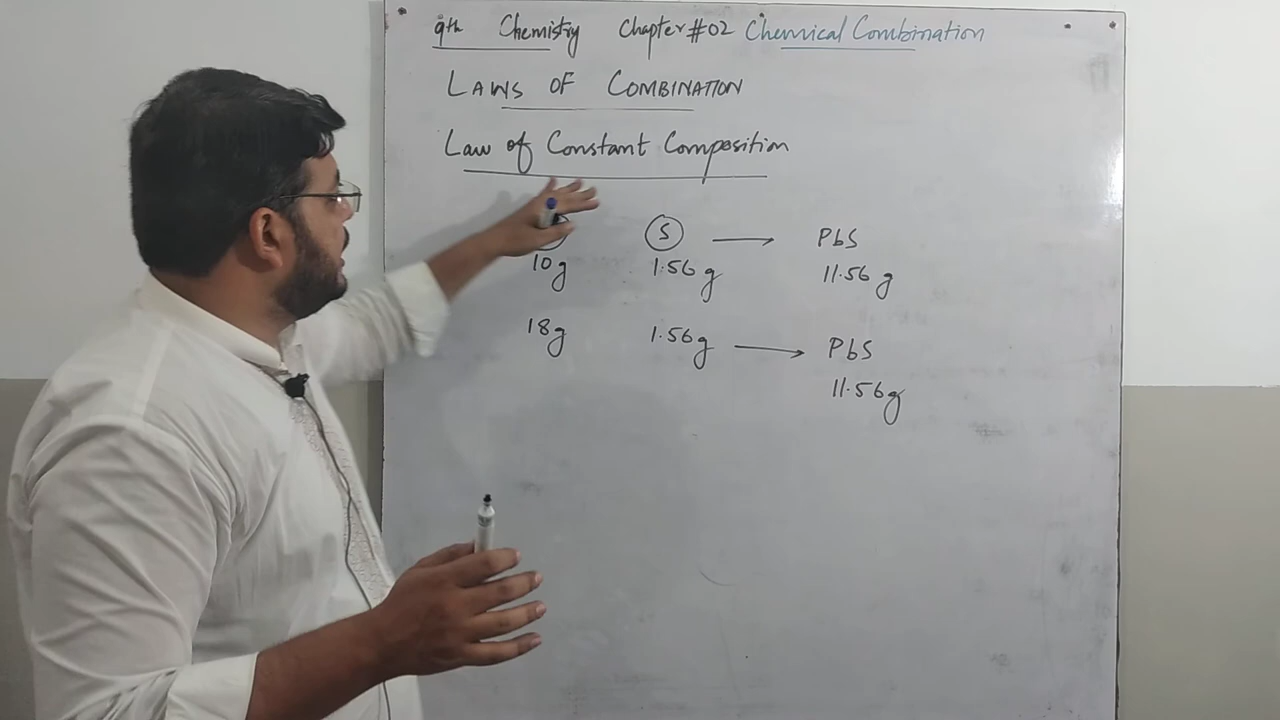 9th Chemistry Chapter #02 Chemical Combination
LAWS OF COMBINATION
Law of Constant Composition
S → PbS
10g 1.56g 11.56g
18g 1.56g → PbS
11.56g